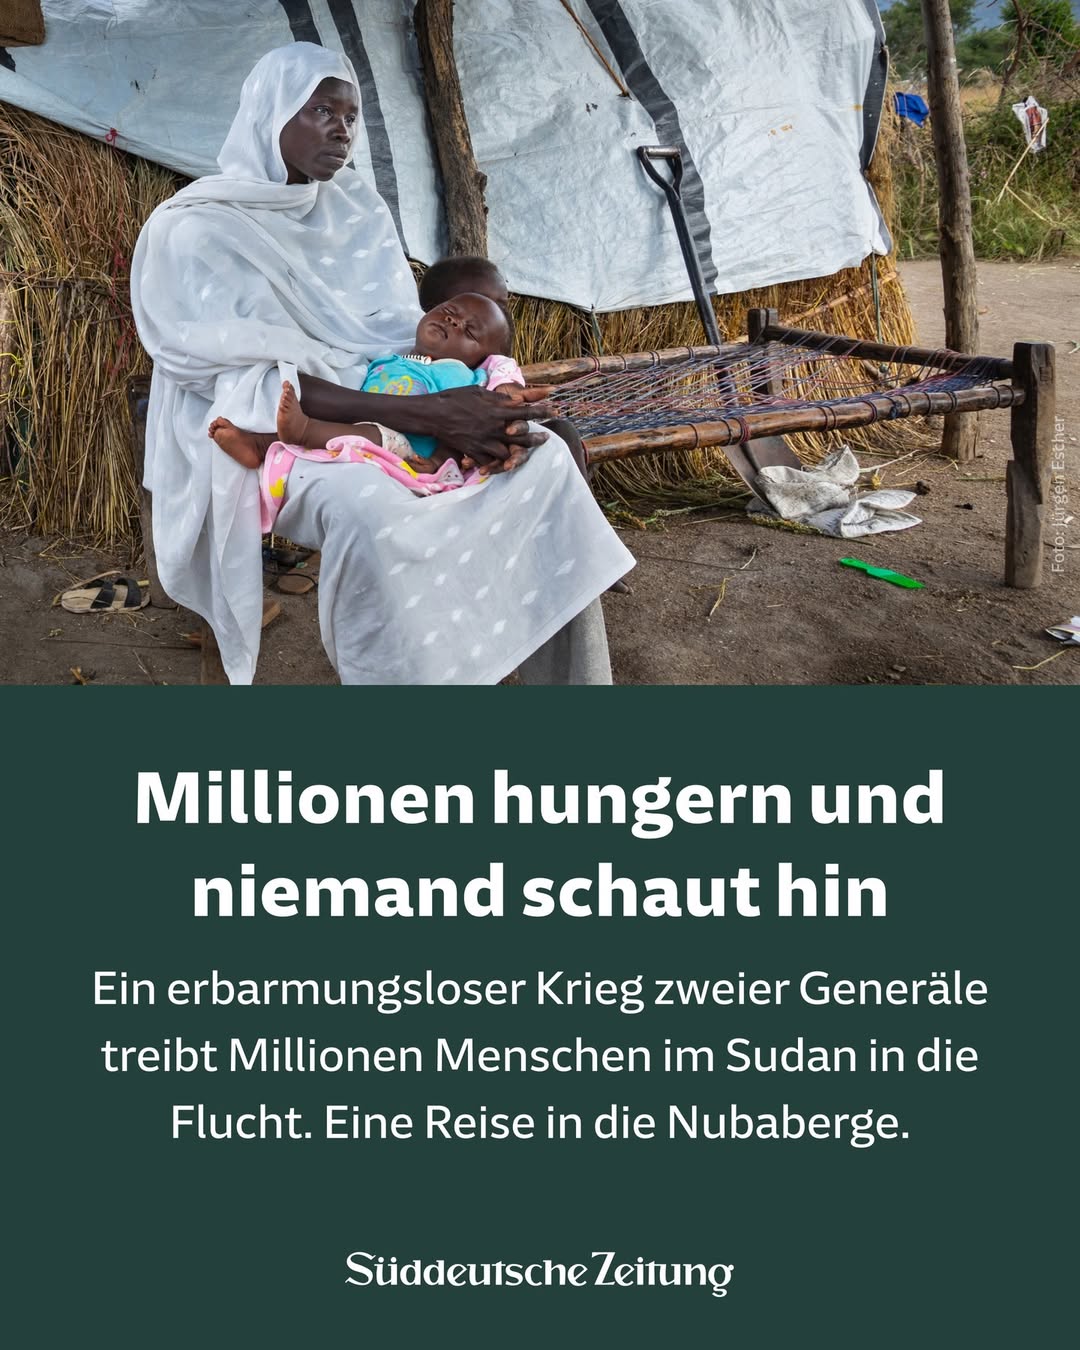 Foto: Jürgen Escher
Millionen hungern und
niemand schaut hin
Ein erbarmungsloser Krieg zweier Generäle
treibt Millionen Menschen im Sudan in die
Flucht. Eine Reise in die Nubaberge.
Süddeutsche Zeitung